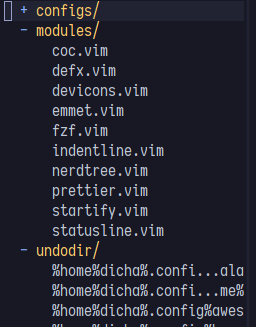 + configs/
- modules/
coc.vim
defx.vim
devicons.vim
emmet.vim
fzf.vim
indentline.vim
nerdtree.vim
prettier.vim
startify.vim
statusline.vim
- undodir/
%home%dicha%.confi...ala
%home%dicha%.confi...me%
%home%dicha%.config%awes